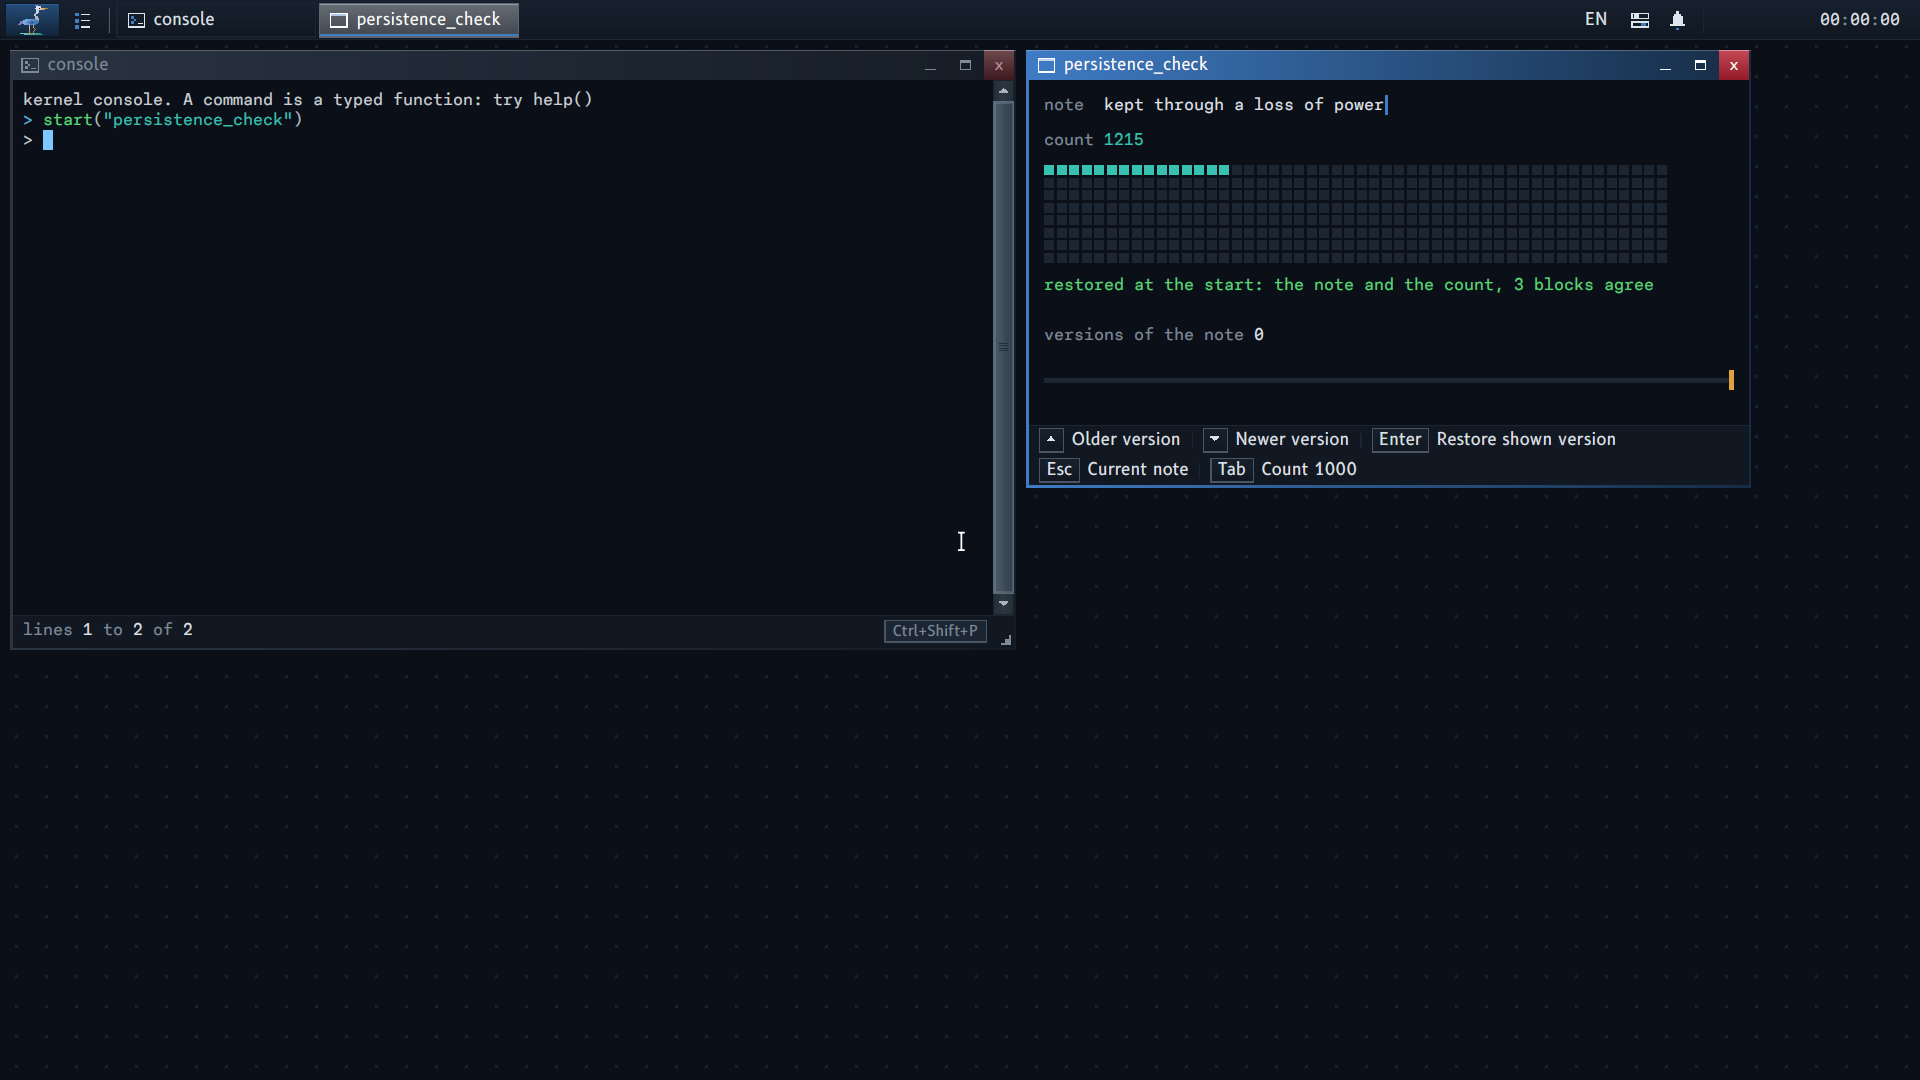 console
persistence_check
EN
00:00:00
console
x
kernel console. A command is a typed function: try help()
> start("persistence_check")
>
lines 1 to 2 of 2
Ctrl+Shift+P
persistence_check
x
note kept through a loss of power
count 1215
restored at the start: the note and the count, 3 blocks agree
versions of the note 0
Older version
Newer version
Enter Restore shown version
Esc Current note
Tab Count 1000